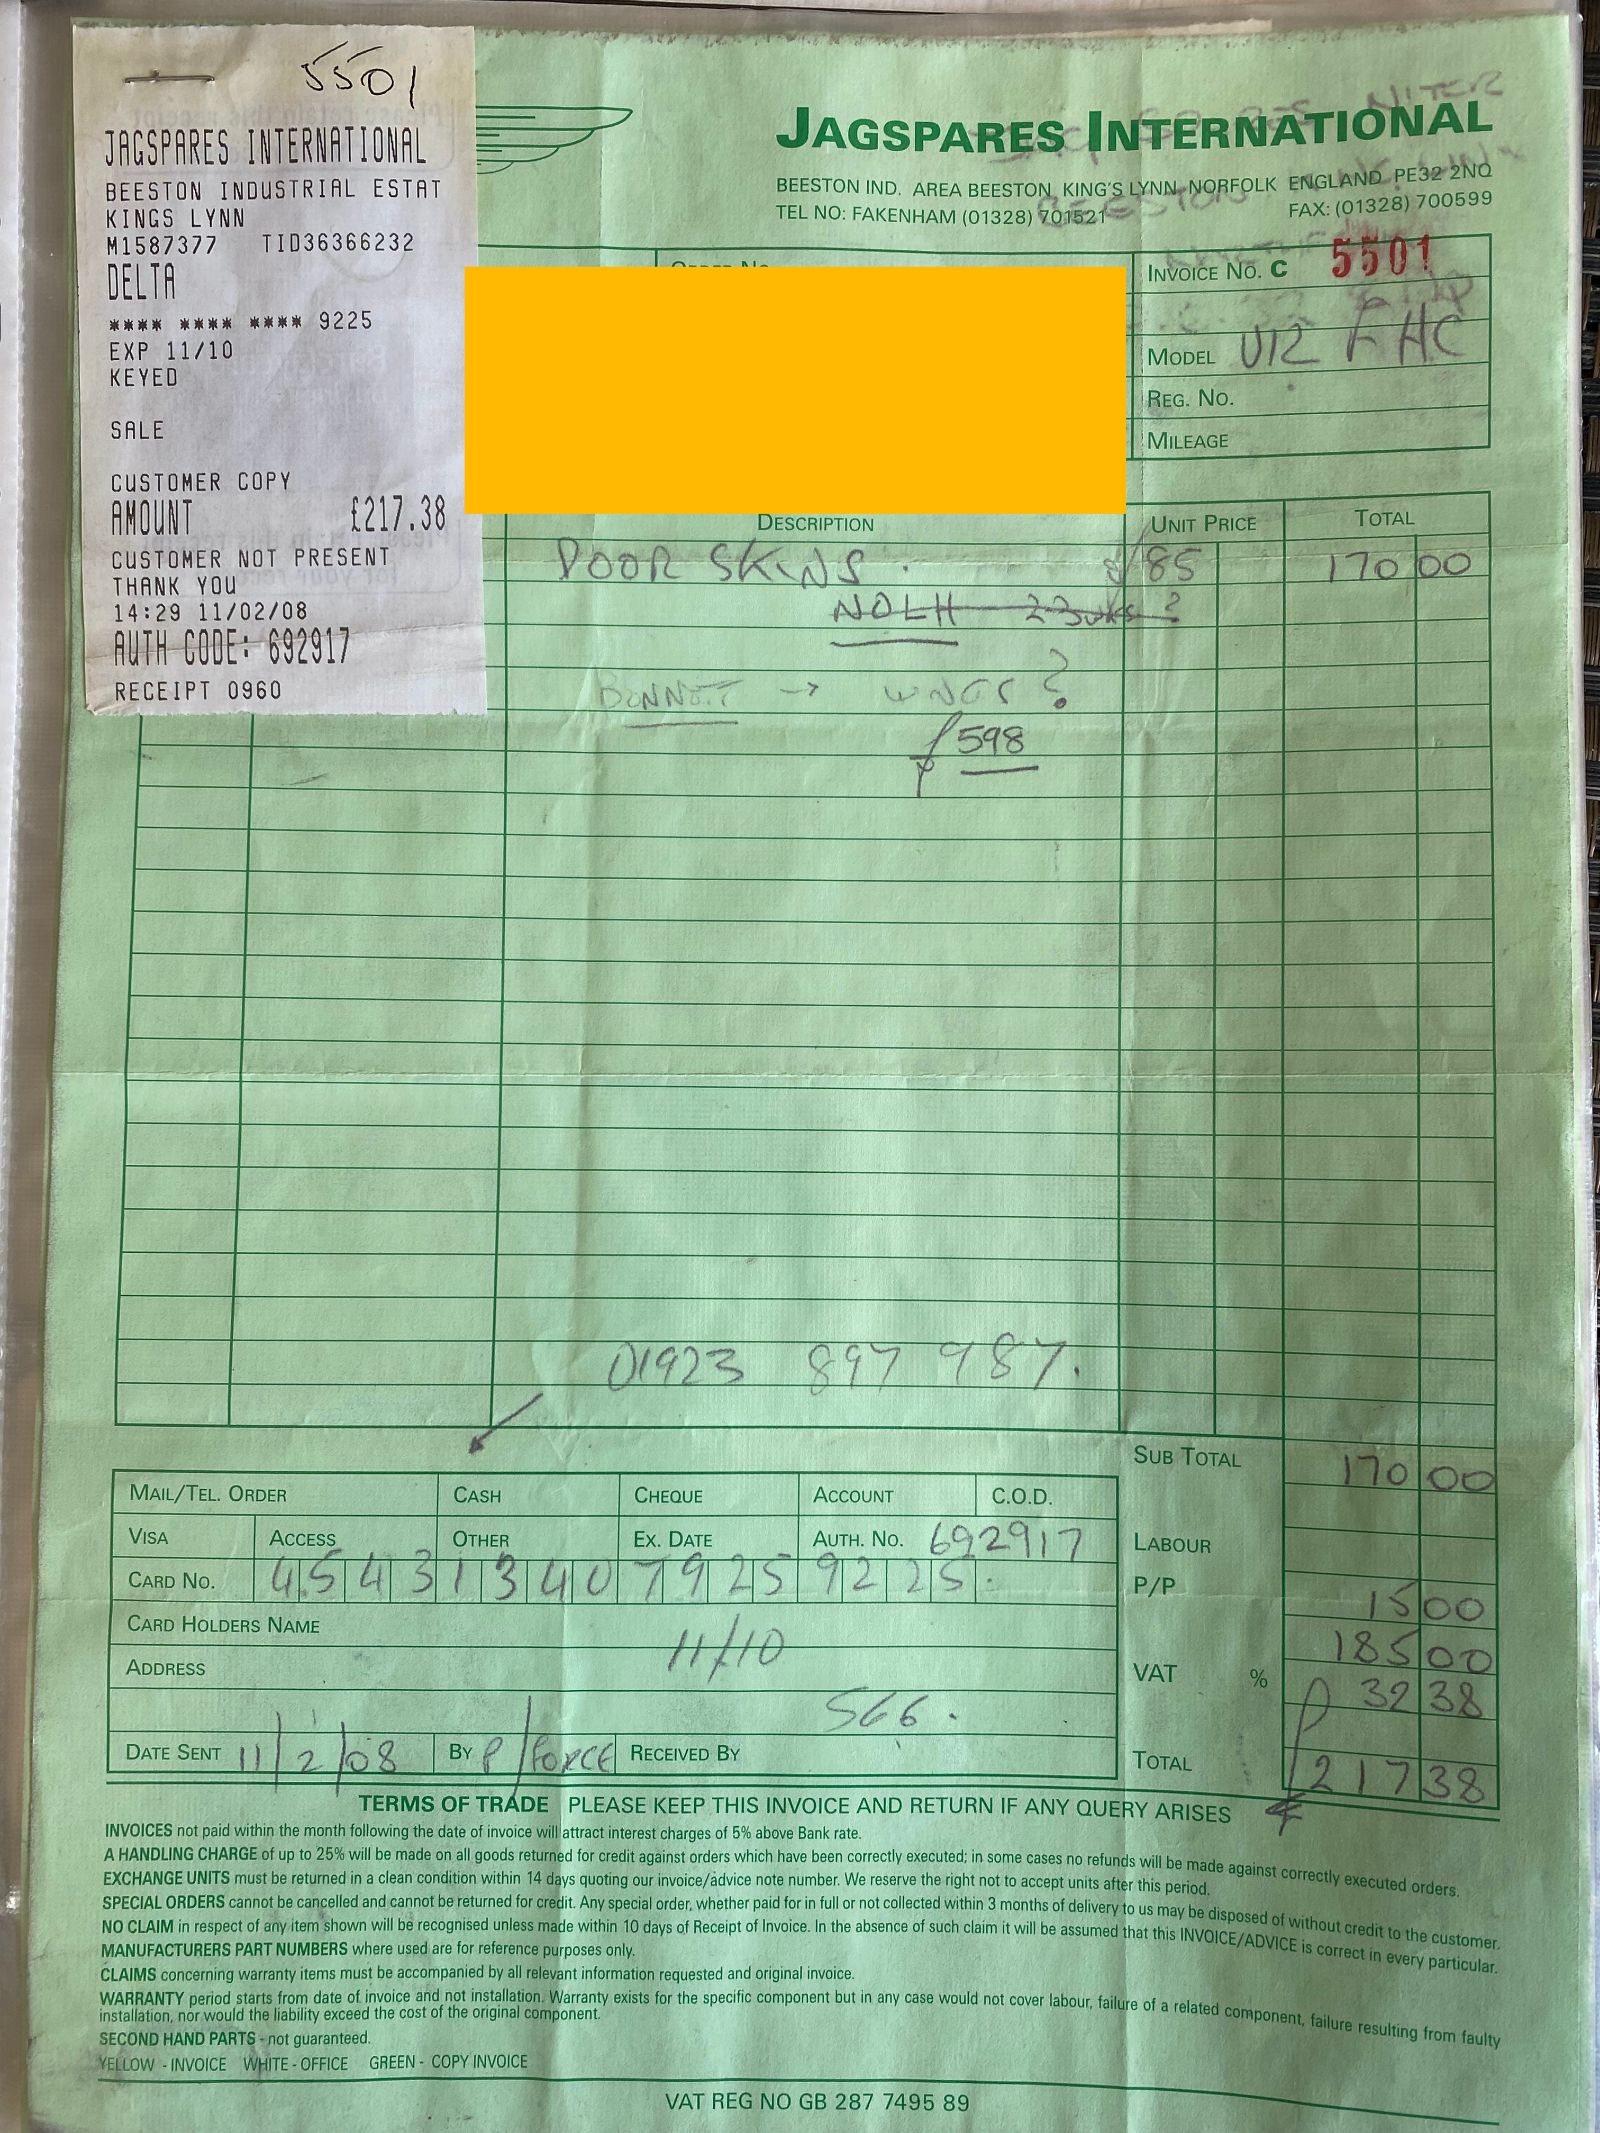 5501
JAGSPARES INTERNATIONAL
BEESTON INDUSTRIAL ESTAT
KINGS LYNN
M1587377 TID36366232
DELTA
**** **** **** 9225
EXP 11/10
KEYED
SALE
CUSTOMER COPY
AMOUNT £217.38
CUSTOMER NOT PRESENT
THANK YOU
14:29 11/02/08
AUTH CODE: 692917
RECEIPT 0960
JAGSPARES INTERNATIONAL
BEESTON IND. AREA BEESTON KING'S LYNN NORFOLK ENGLAND PE32 2NQ
TEL NO: FAKENHAM (01328) 701521 FAX: (01328) 700599
INVOICE NO. C 5501
MODEL V12 FHC
REG. NO.
MILEAGE
DESCRIPTION UNIT PRICE TOTAL
DOOR SKINS. 85 170 00
BONNET → WNGS?
£598
01923 897 987.
SUB TOTAL 170 00
MAIL/TEL. ORDER CASH CHEQUE ACCOUNT C.O.D.
VISA ACCESS OTHER EX. DATE AUTH. NO. 692917
LABOUR
CARD NO. 4543 1340 7925 9225.
P/P 15 00
CARD HOLDERS NAME
11/10
185 00
ADDRESS
VAT % 32 38
566.
DATE SENT 11/2/08 BY P/FORCE RECEIVED BY
TOTAL £217 38
TERMS OF TRADE PLEASE KEEP THIS INVOICE AND RETURN IF ANY QUERY ARISES
INVOICES not paid within the month following the date of invoice will attract interest charges of 5% above Bank rate.
A HANDLING CHARGE of up to 25% will be made on all goods returned for credit against orders which have been correctly executed; in some cases no refunds will be made against correctly executed orders.
EXCHANGE UNITS must be returned in a clean condition within 14 days quoting our invoice/advice note number. We reserve the right not to accept units after this period.
SPECIAL ORDERS cannot be cancelled and cannot be returned for credit. Any special order, whether paid for in full or not collected within 3 months of delivery to us may be disposed of without credit to the customer.
NO CLAIM in respect of any item shown will be recognised unless made within 10 days of Receipt of Invoice. In the absence of such claim it will be assumed that this INVOICE/ADVICE is correct in every particular.
MANUFACTURERS PART NUMBERS where used are for reference purposes only.
CLAIMS concerning warranty items must be accompanied by all relevant information requested and original invoice.
WARRANTY period starts from date of invoice and not installation. Warranty exists for the specific component but in any case would not cover labour, failure of a related component, failure resulting from faulty
installation, nor would the liability exceed the cost of the original component.
SECOND HAND PARTS - not guaranteed.
YELLOW - INVOICE WHITE - OFFICE GREEN - COPY INVOICE
VAT REG NO GB 287 7495 89